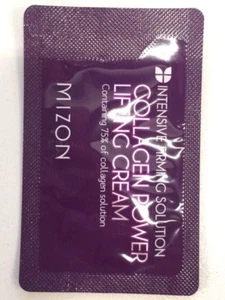 INTENSIVE FIRMING SOLUTION
COLLAGEN POWER
LIFTING CREAM
Containing 75% of collagen solution
MIZON